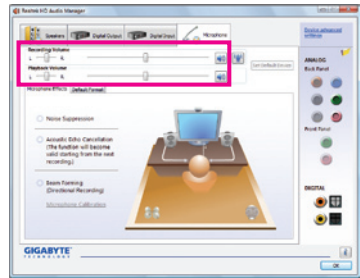 Realtek HD Audio Manager
Speakers
Digital Output
Digital Input
Microphone
Device advanced
settings
Recording Volume
L R
Set Default Device
Playback Volume
L R
ANALOG
Back Panel
Microphone Effects
Default Format
Noise Suppression
Front Panel
Acoustic Echo Cancellation
(The function will become
valid starting from the next
recording.)
Beam Forming
(Directional Recording)
Microphone Calibration
DIGITAL
GIGABYTE
TECHNOLOGY
i
OK